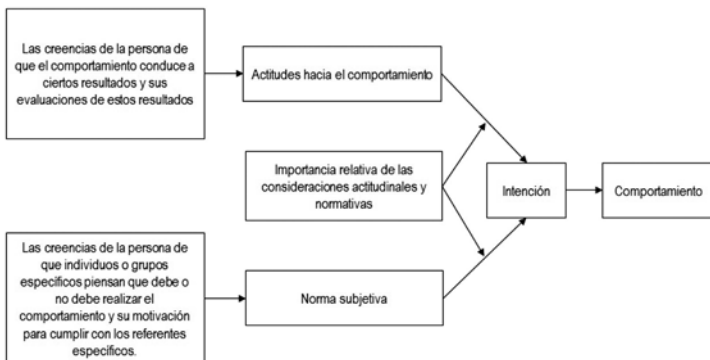 Las creencias de la persona de
que el comportamiento conduce a
ciertos resultados y sus
evaluaciones de estos resultados
Actitudes hacia el comportamiento
Importancia relativa de las
consideraciones actitudinales y
normativas
Intención
Comportamiento
Las creencias de la persona de
que individuos o grupos
específicos piensan que debe o
no debe realizar el
comportamiento y su motivación
para cumplir con los referentes
específicos.
Norma subjetiva